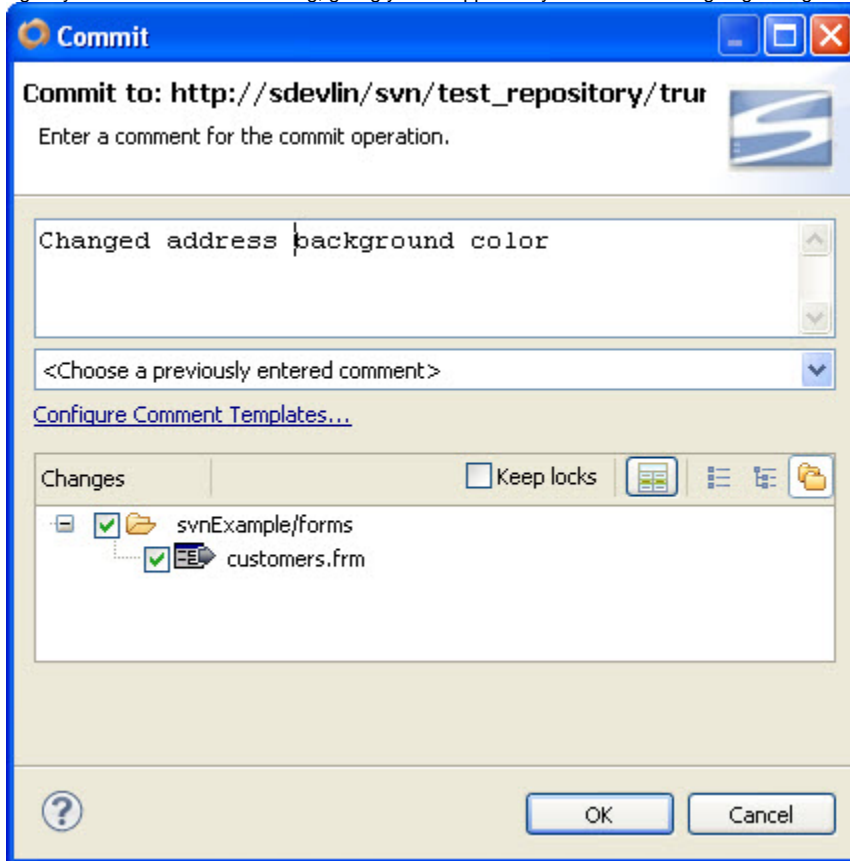 Commit
Commit to: http://sdevlin/svn/test_repository/trun
Enter a comment for the commit operation.
Changed address background color
<Choose a previously entered comment>
Configure Comment Templates...
Changes
Keep locks
svnExample/forms
customers.frm
OK
Cancel